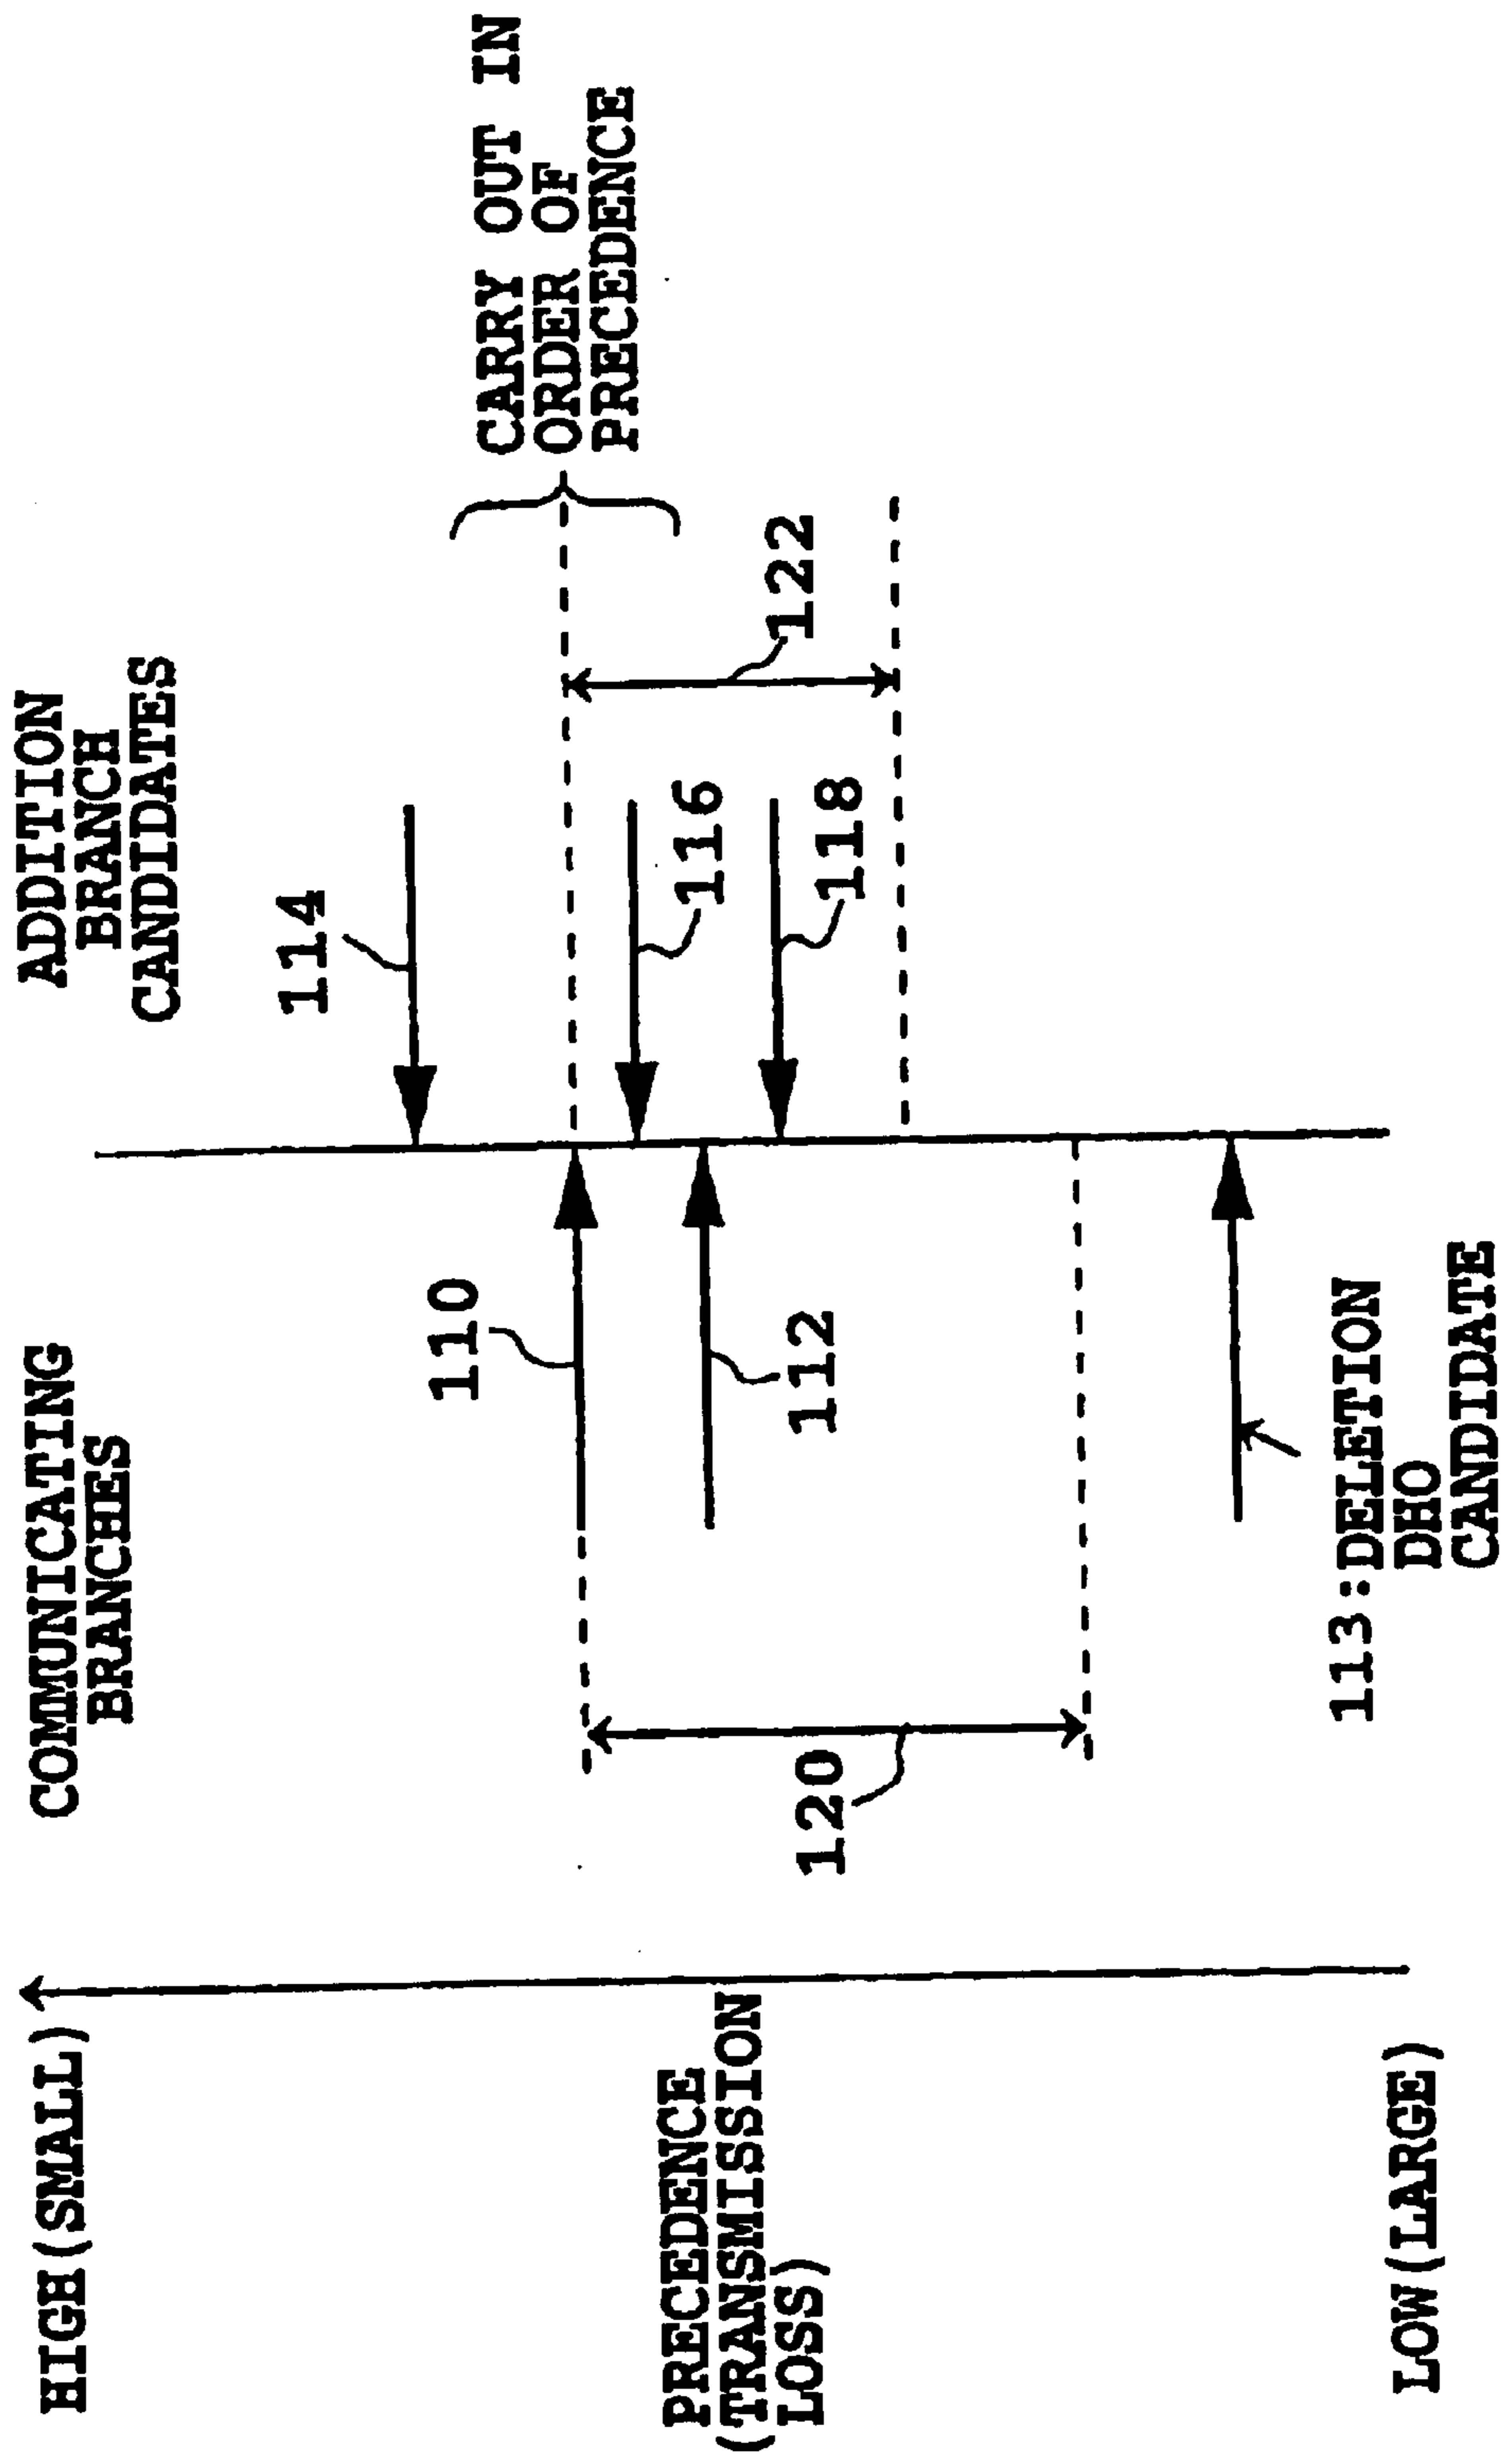 HIGH(SMALL)
PRECEDENCE
(TRANSMISSION
LOSS)
LOW(LARGE)
COMMUNICATING
BRANCHES
110
112
120
113:DELETION
DHO
CANDIDATE
ADDITION
BRANCH
CANDIDATES
114
116
118
122
CARRY OUT IN
ORDER OF
PRECEDENCE